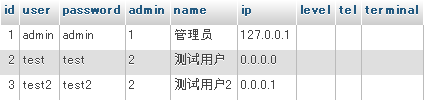 id user password admin name ip level tel terminal
1 admin admin 1 管理员 127.0.0.1
2 test test 2 测试用户 0.0.0.0
3 test2 test2 2 测试用户2 0.0.0.1